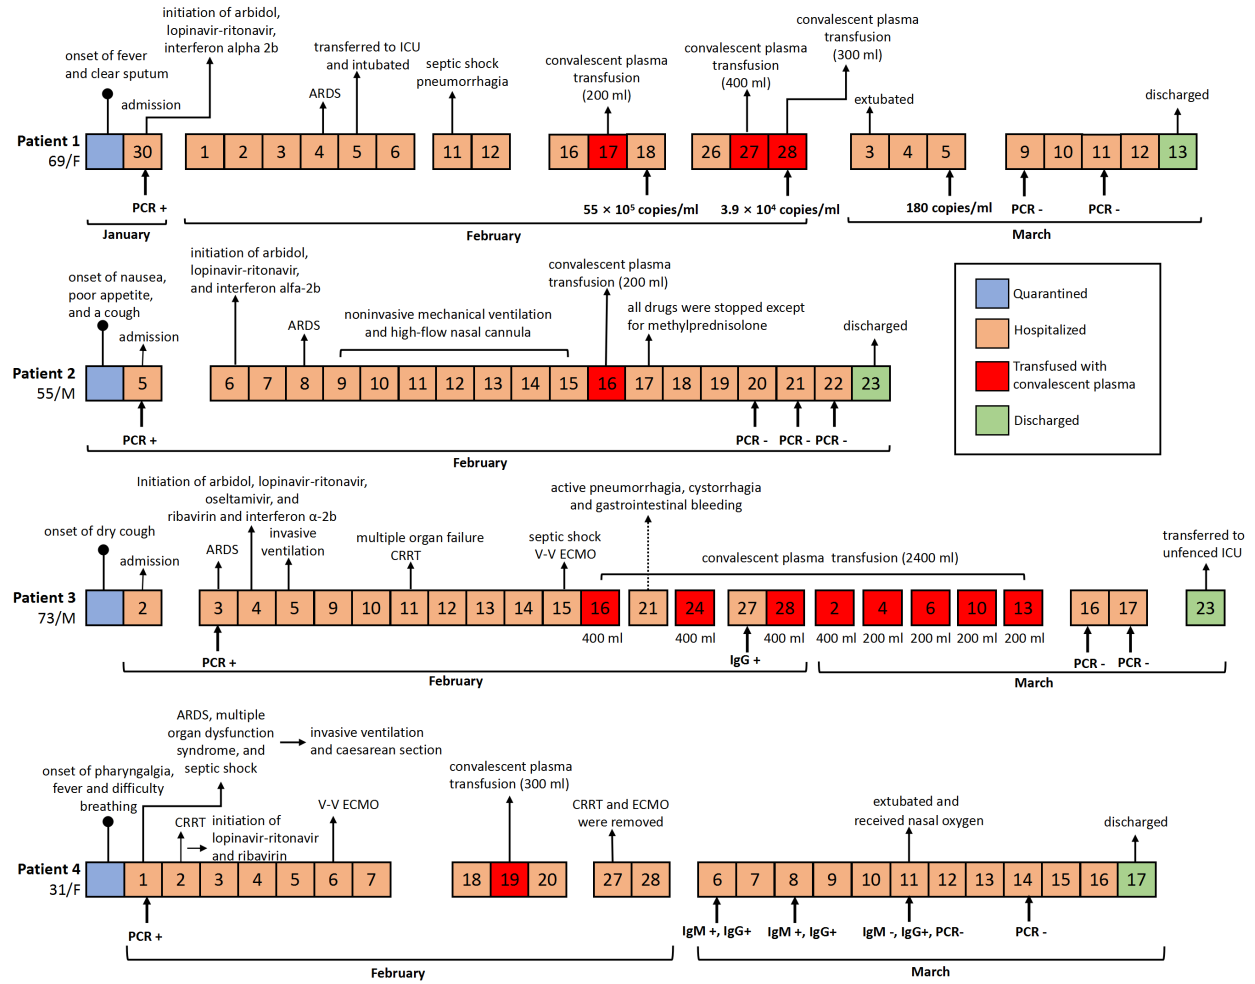 initiation of arbidol,
lopinavir-ritonavir,
interferon alpha 2b
onset of fever
and clear sputum
admission
transferred to ICU
and intubated
ARDS
septic shock
pneumorrhagia
convalescent plasma
transfusion
(200 ml)
convalescent plasma
transfusion
(400 ml)
convalescent plasma
transfusion
(300 ml)
extubated
discharged
Patient 1
69/F
30 1 2 3 4 5 6 11 12 16 17 18 26 27 28 3 4 5 9 10 11 12 13
PCR +
55 × 10⁵ copies/ml
3.9 × 10⁴ copies/ml
180 copies/ml
PCR -
PCR -
January
February
March
onset of nausea,
poor appetite,
and a cough
admission
initiation of arbidol,
lopinavir-ritonavir,
and interferon alfa-2b
ARDS
noninvasive mechanical ventilation
and high-flow nasal cannula
convalescent plasma
transfusion (200 ml)
all drugs were stopped except
for methylprednisolone
discharged
Patient 2
55/M
5 6 7 8 9 10 11 12 13 14 15 16 17 18 19 20 21 22 23
PCR +
PCR -
PCR -
PCR -
February
Quarantined
Hospitalized
Transfused with
convalescent plasma
Discharged
onset of dry cough
admission
Initiation of arbidol, lopinavir-ritonavir,
oseltamivir, and
ribavirin and interferon α-2b
ARDS
invasive
ventilation
multiple organ failure
CRRT
septic shock
V-V ECMO
active pneumorrhagia, cystorrhagia
and gastrointestinal bleeding
convalescent plasma transfusion (2400 ml)
transferred to
unfenced ICU
Patient 3
73/M
2 3 4 5 9 10 11 12 13 14 15 16 21 24 27 28 2 4 6 10 13 16 17 23
400 ml
400 ml
400 ml
400 ml
200 ml
200 ml
200 ml
200 ml
PCR +
IgG +
PCR -
PCR -
February
March
onset of pharyngalgia,
fever and difficulty
breathing
ARDS, multiple
organ dysfunction
syndrome, and
septic shock
invasive ventilation
and caesarean section
CRRT
initiation of
lopinavir-ritonavir
and ribavirin
V-V ECMO
convalescent plasma
transfusion (300 ml)
CRRT and ECMO
were removed
extubated and
received nasal oxygen
discharged
Patient 4
31/F
1 2 3 4 5 6 7 18 19 20 27 28 6 7 8 9 10 11 12 13 14 15 16 17
PCR +
IgM +, IgG+
IgM +, IgG+
IgM -, IgG+, PCR-
PCR -
February
March